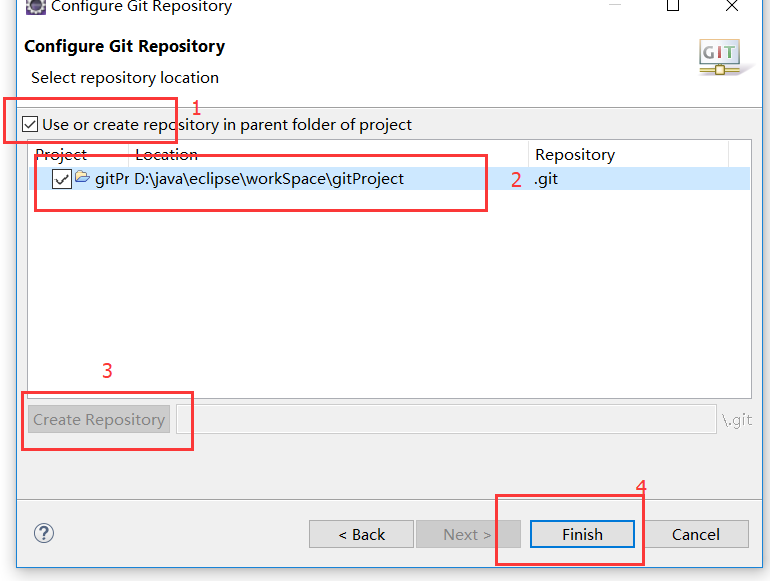 Configure Git Repository
Configure Git Repository
GIT
Select repository location
1
Use or create repository in parent folder of project
Project Location Repository
gitPr D:\java\eclipse\workSpace\gitProject 2 .git
3
Create Repository \.git
4
? < Back Next > Finish Cancel